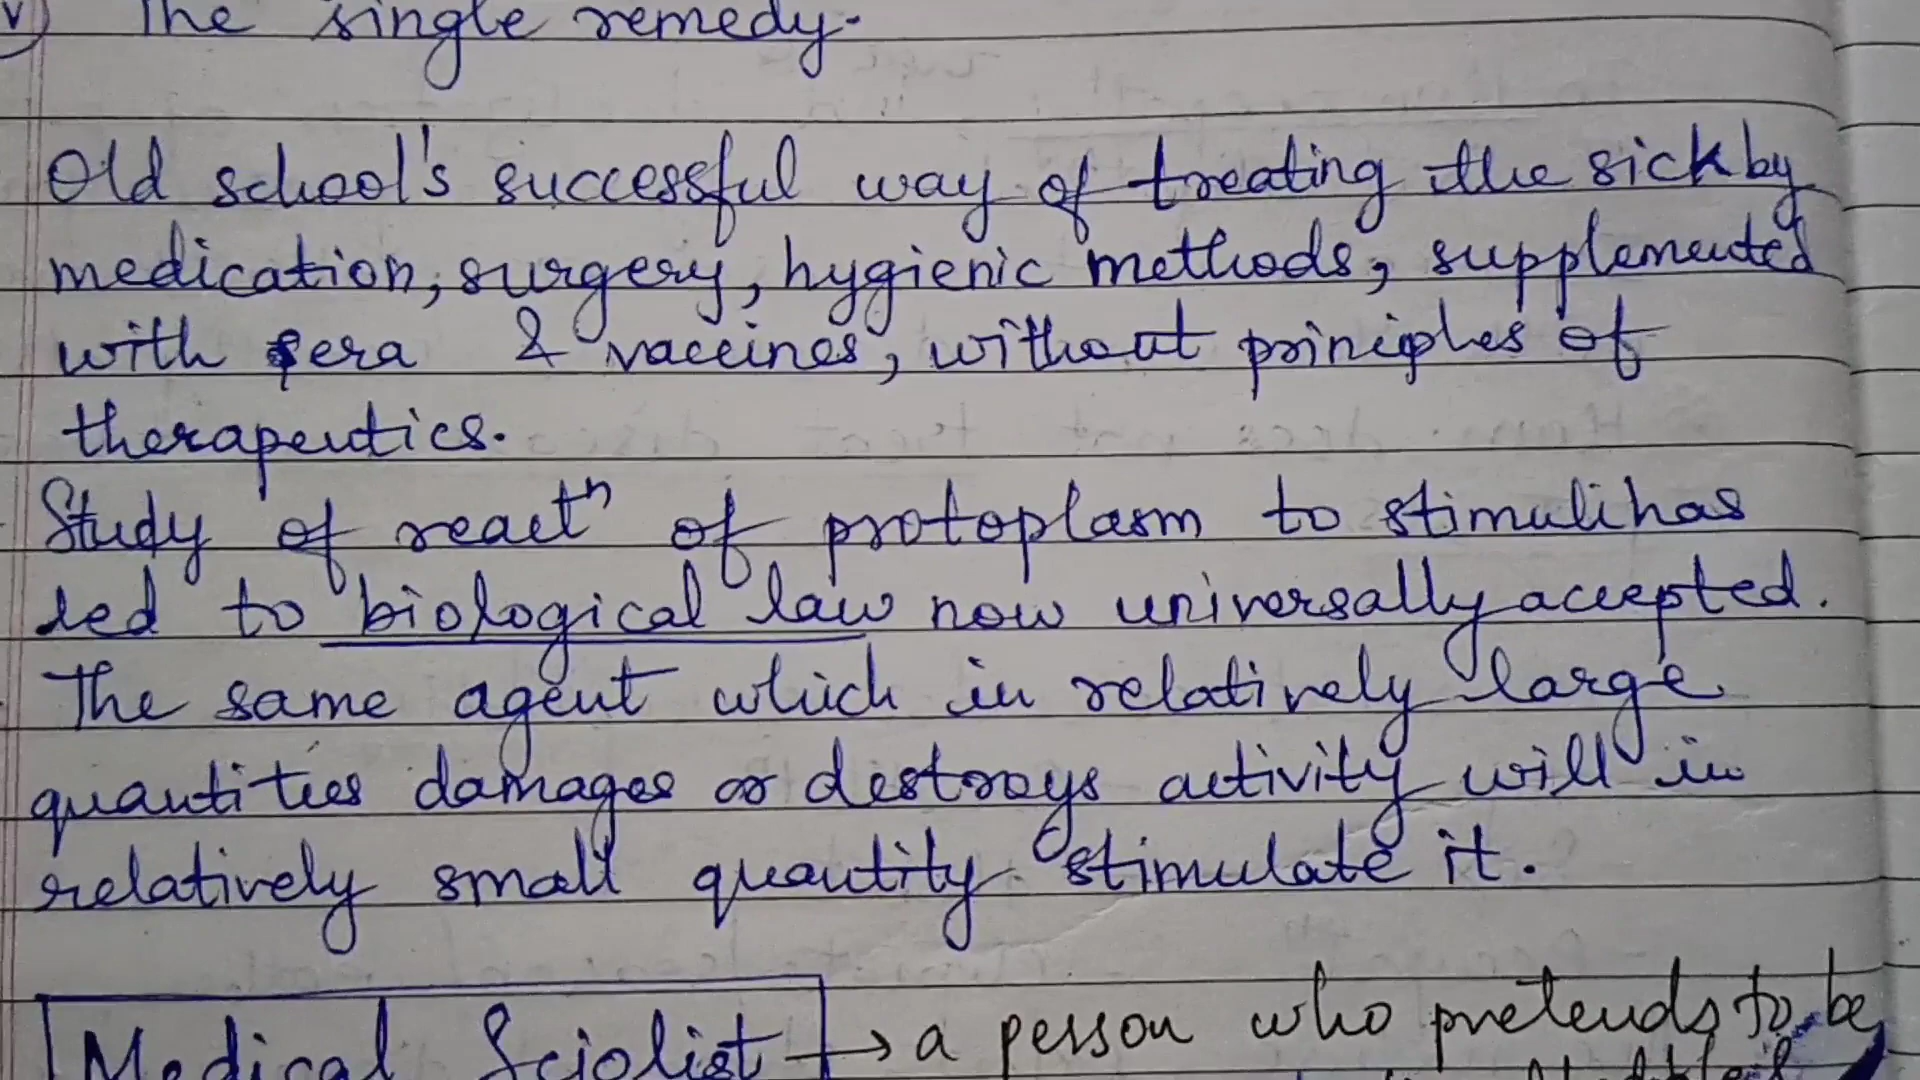 v) The single remedy.
Old school's successful way of treating the sick by
medication, surgery, hygienic methods, supplemented
with sera & vaccines, without priniples of
therapeutics.
Study of reactⁿ of protoplasm to stimuli has
led to biological law now universally accepted.
The same agent which in relatively large
quantities damages or destroys activity will in
relatively small quantity stimulate it.
Medical Sciolist → a person who pretends to be